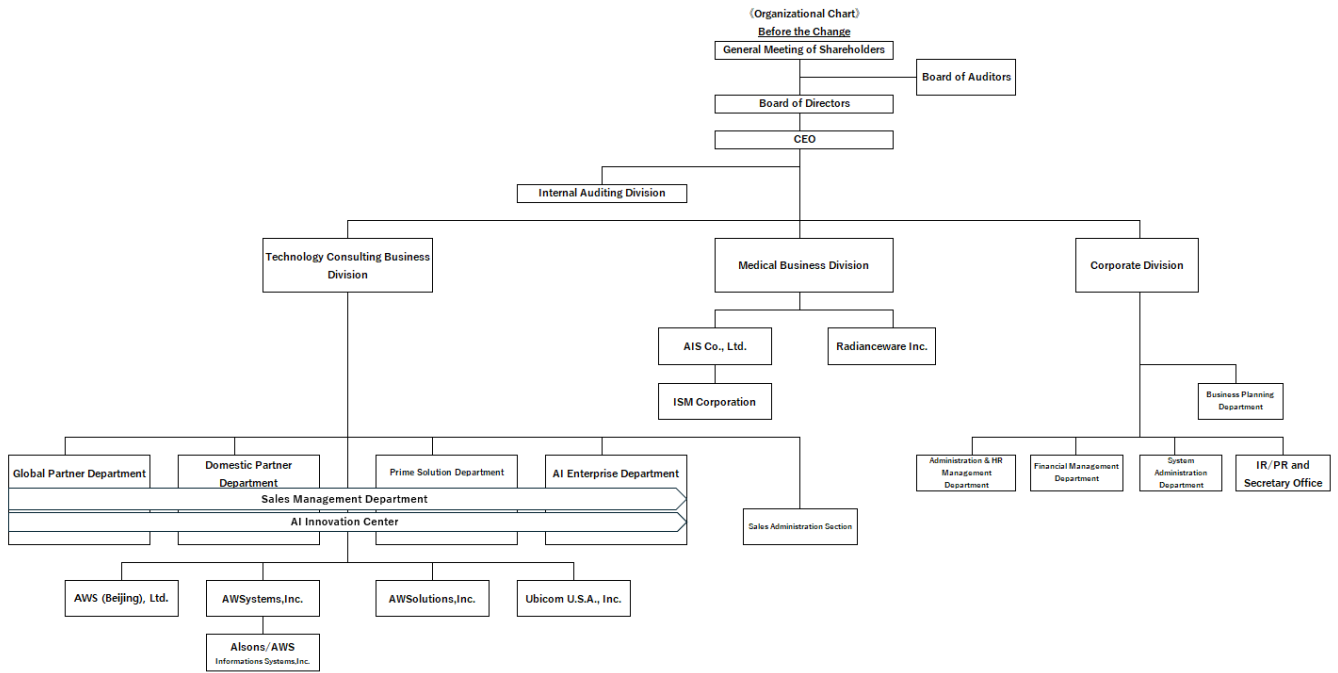 《Organizational Chart》
Before the Change
General Meeting of Shareholders
Board of Auditors
Board of Directors
CEO
Internal Auditing Division
Technology Consulting Business
Division
Medical Business Division
Corporate Division
AIS Co., Ltd.
Radianceware Inc.
ISM Corporation
Business Planning
Department
Global Partner Department
Domestic Partner
Department
Prime Solution Department
AI Enterprise Department
Administration & HR
Management
Department
Financial Management
Department
System
Administration
Department
IR/PR and
Secretary Office
Sales Management Department
AI Innovation Center
Sales Administration Section
AWS (Beijing), Ltd.
AWSystems,Inc.
AWSolutions,Inc.
Ubicom U.S.A., Inc.
Alsons/AWS
Informations Systems,Inc.